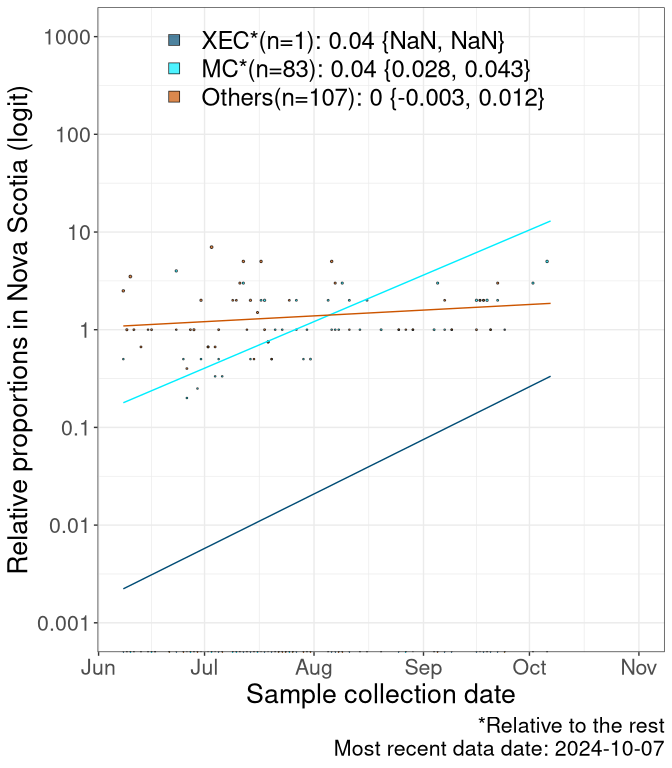 XEC*(n=1): 0.04 {NaN, NaN}
MC*(n=83): 0.04 {0.028, 0.043}
Others(n=107): 0 {-0.003, 0.012}
Relative proportions in Nova Scotia (logit)
1000
100
10
1
0.1
0.01
0.001
Jun Jul Aug Sep Oct Nov
Sample collection date
*Relative to the rest
Most recent data date: 2024-10-07